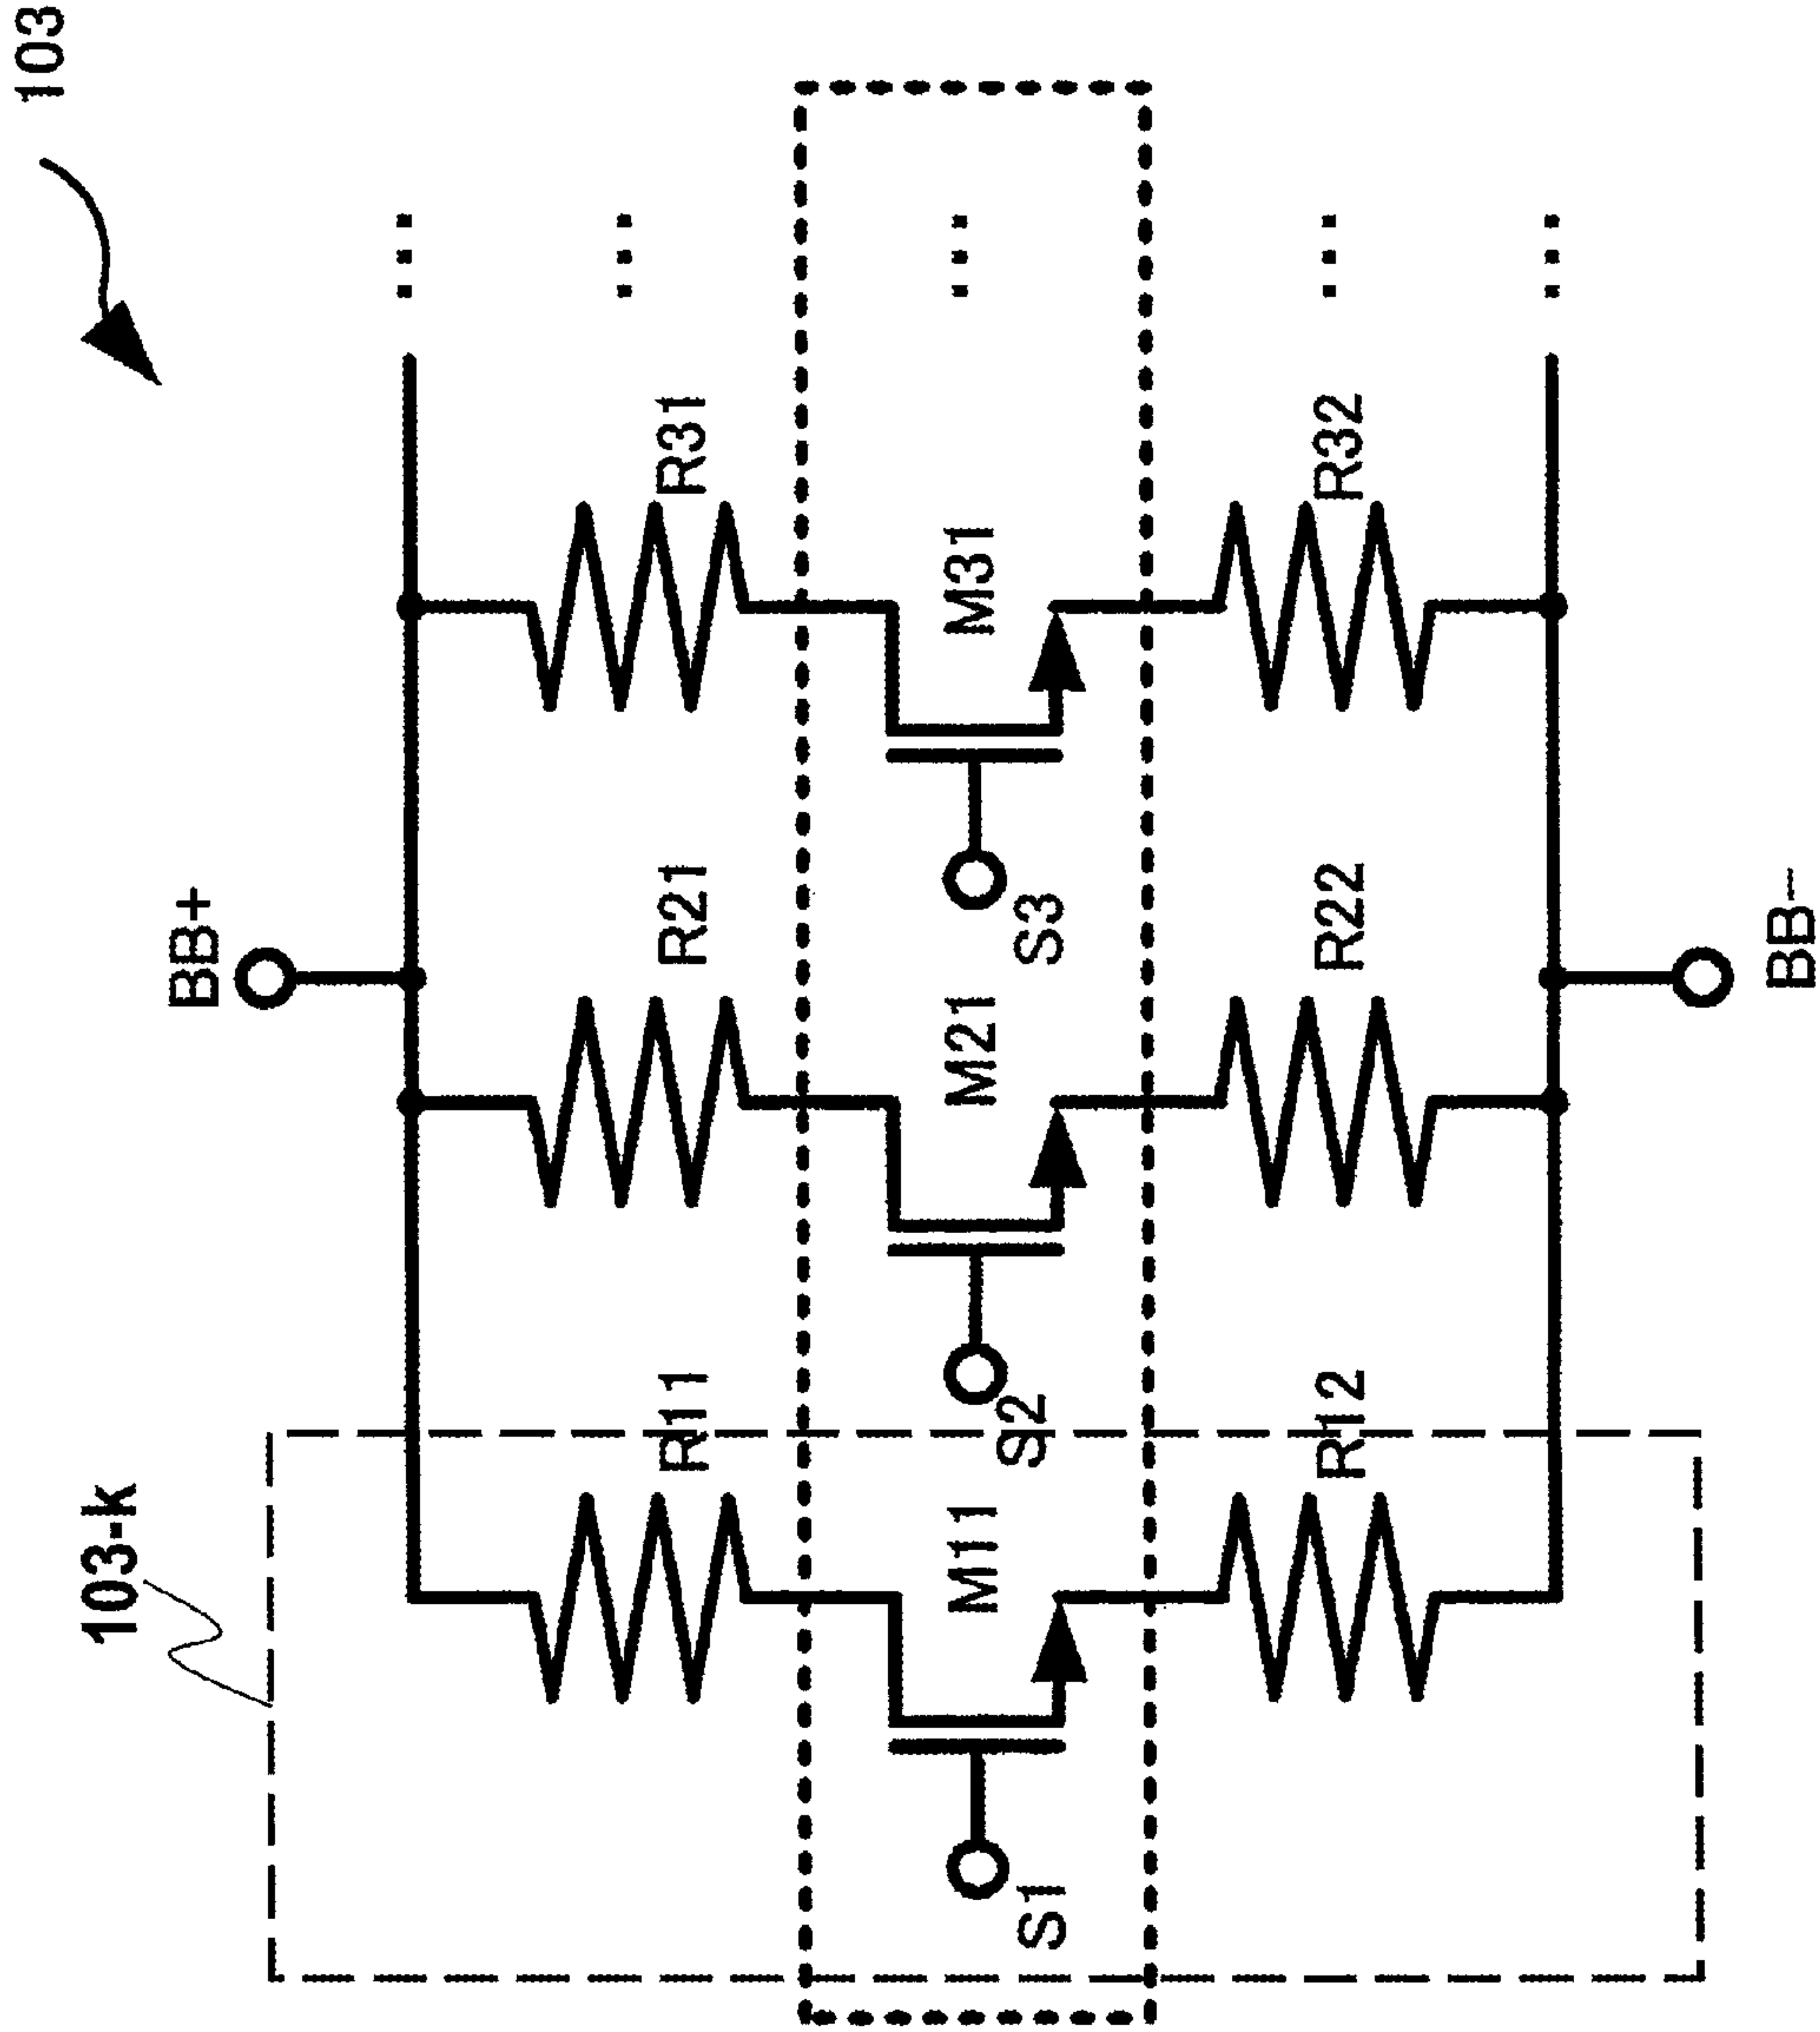 103
103-k
BB+
R11
R21
R31
M11
M21
M31
S1
S2
S3
R12
R22
R32
BB-